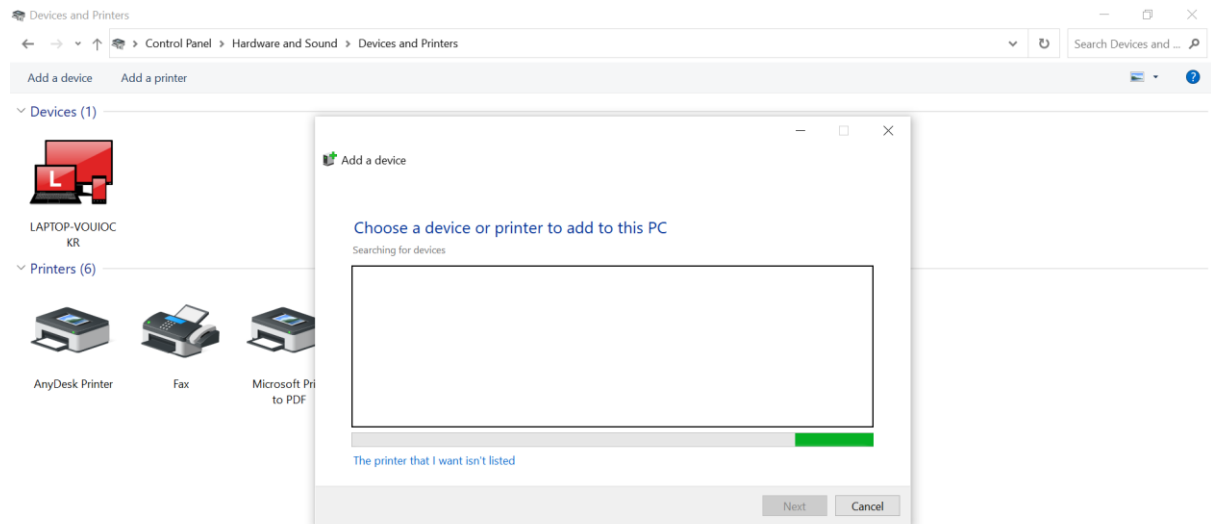 Devices and Printers
Control Panel > Hardware and Sound > Devices and Printers
Search Devices and ...
Add a device
Add a printer
?
Devices (1)
L
LAPTOP-VOUIOC
KR
Printers (6)
AnyDesk Printer
Fax
Microsoft Pri
to PDF
Add a device
Choose a device or printer to add to this PC
Searching for devices
The printer that I want isn't listed
Next
Cancel